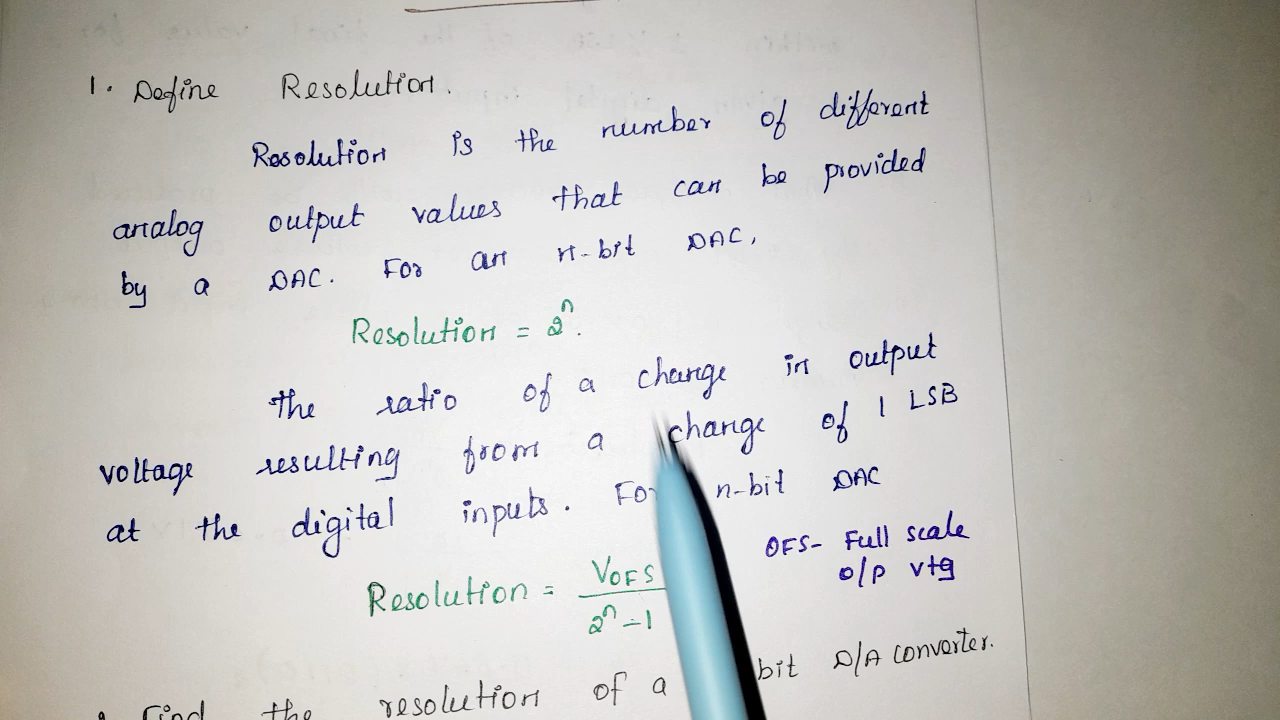 1. Define Resolution.
Resolution is the number of different
analog output values that can be provided
by a DAC. For an n-bit DAC,
Resolution = 2ⁿ.
The ratio of a change in output
voltage resulting from a change of 1 LSB
at the digital inputs. For n-bit DAC
Resolution = VOFS / 2ⁿ-1
OFS- Full scale
o/p vtg
Find the resolution of a bit D/A converter.